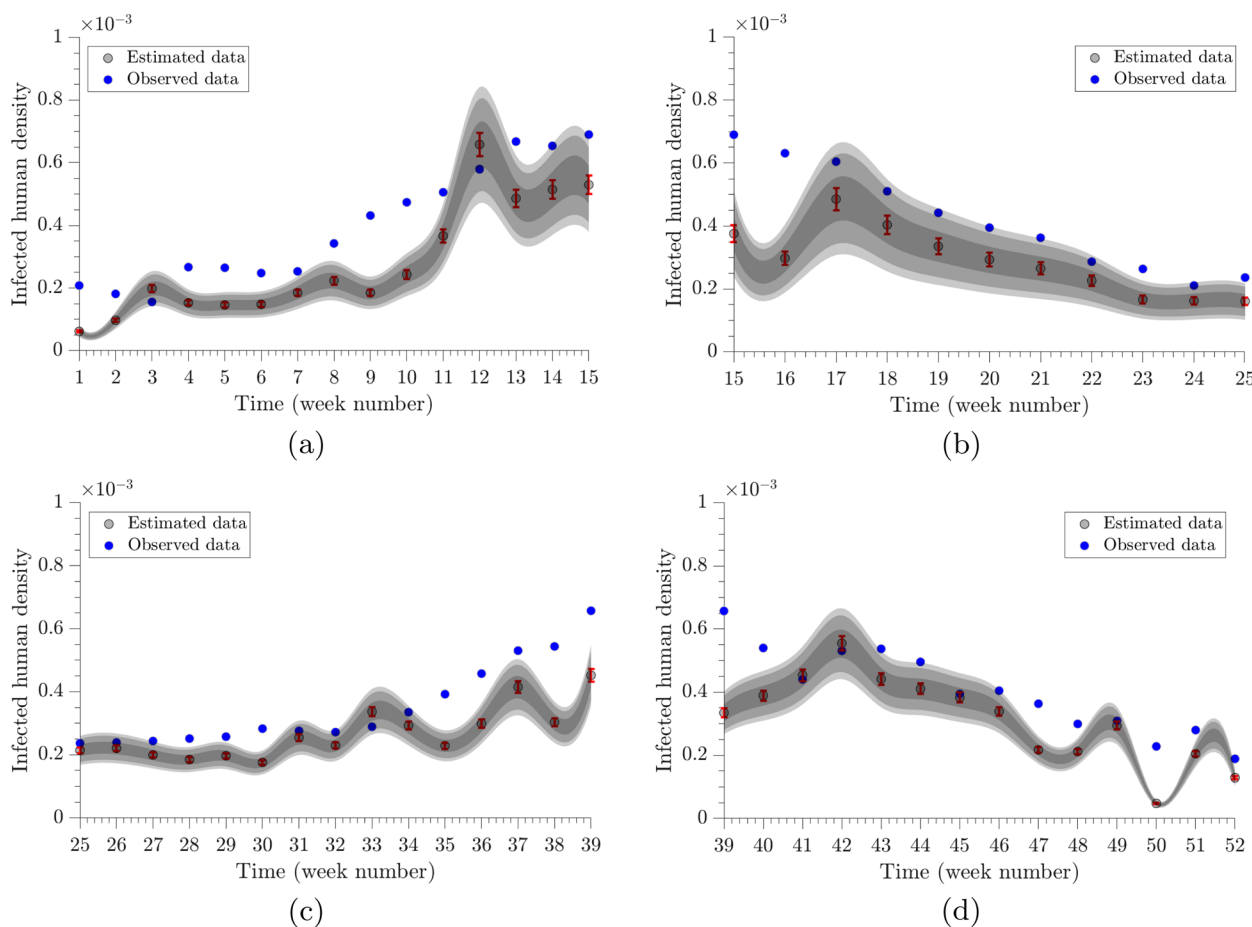 ×10⁻³
1
0.8
0.6
0.4
0.2
0
Infected human density
Estimated data
Observed data
1 2 3 4 5 6 7 8 9 10 11 12 13 14 15
Time (week number)
(a)
×10⁻³
1
0.8
0.6
0.4
0.2
0
Infected human density
Estimated data
Observed data
15 16 17 18 19 20 21 22 23 24 25
Time (week number)
(b)
×10⁻³
1
0.8
0.6
0.4
0.2
0
Infected human density
Estimated data
Observed data
25 26 27 28 29 30 31 32 33 34 35 36 37 38 39
Time (week number)
(c)
×10⁻³
1
0.8
0.6
0.4
0.2
0
Infected human density
Estimated data
Observed data
39 40 41 42 43 44 45 46 47 48 49 50 51 52
Time (week number)
(d)